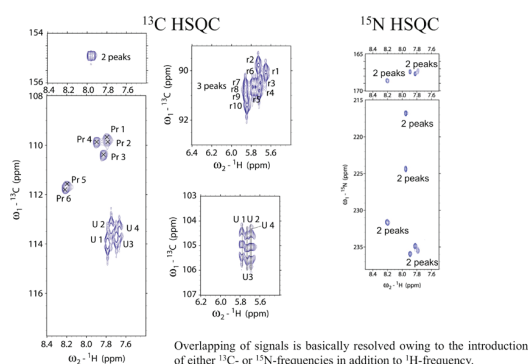 ¹³C HSQC
¹⁵N HSQC
154
156
2 peaks
8.4 8.2 8.0 7.8 7.6
108
110
112
114
116
Pr 1
Pr 4
Pr 2
Pr 3
Pr 5
Pr 6
U 2
U 4
U 1
U3
ω₁ - ¹³C (ppm)
8.4 8.2 8.0 7.8 7.6
ω₂ - ¹H (ppm)
90
92
3 peaks
r2
r6
r1
r7
r3
r8
r4
r9
r5
r10
ω₁ - ¹³C (ppm)
6.0 5.8 5.6
ω₂ - ¹H (ppm)
103
104
105
106
107
U 1 U 2
U 4
U3
ω₁ - ¹³C (ppm)
6.2 6.0 5.8 5.6
ω₂ - ¹H (ppm)
8.4 8.2 8.0 7.8 7.6
165
170
2 peaks
2 peaks
215
225
235
2 peaks
2 peaks
2 peaks
2 peaks
ω₁ - ¹⁵N (ppm)
8.4 8.2 8.0 7.8 7.6
ω₂ - ¹H (ppm)
Overlapping of signals is basically resolved owing to the introduction
of either ¹³C- or ¹⁵N-frequencies in addition to ¹H-frequency.